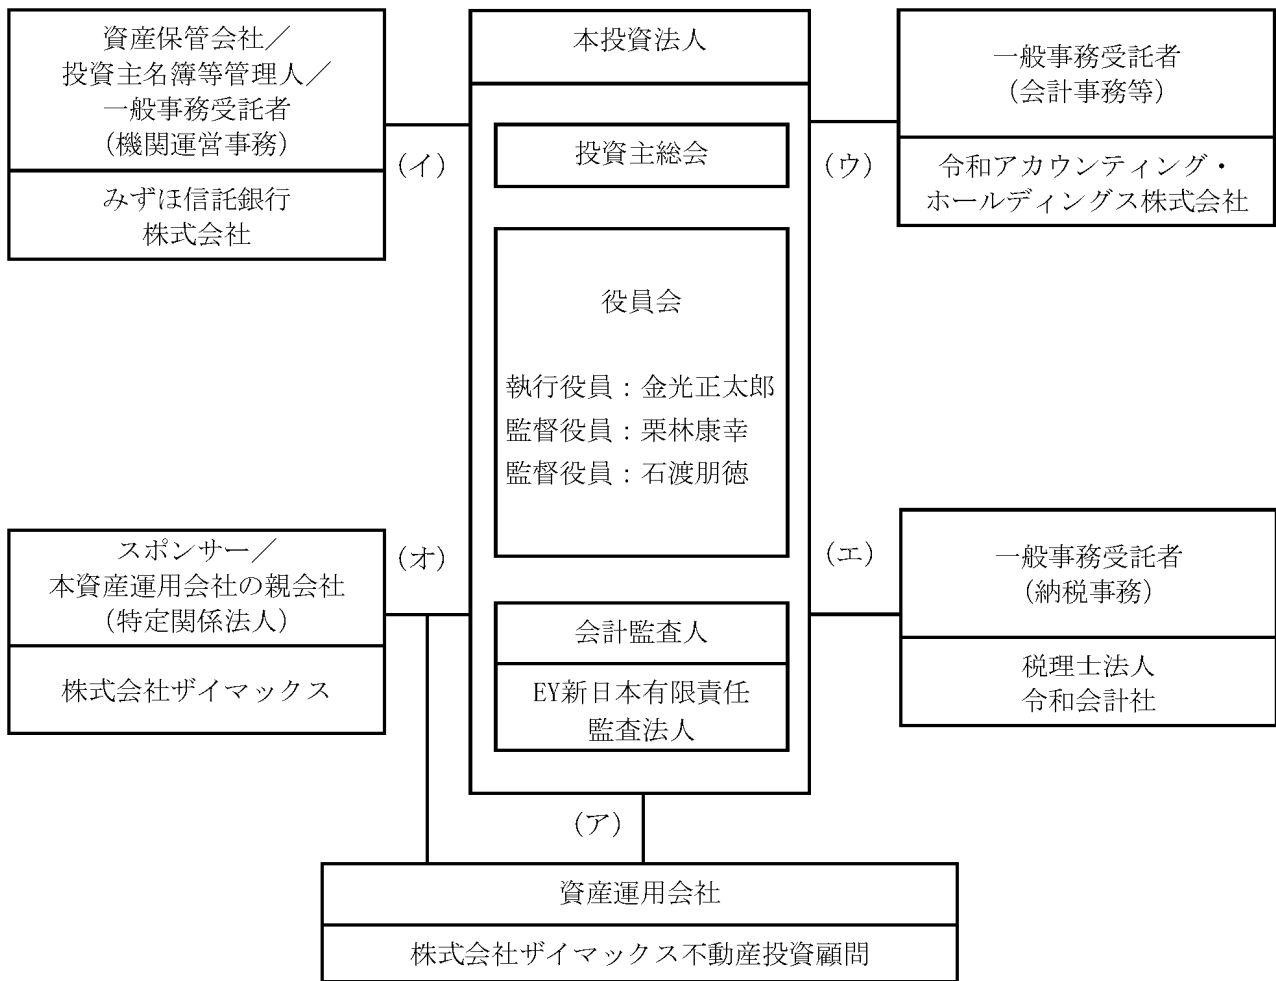 資産保管会社／
投資主名簿等管理人／
一般事務受託者
（機関運営事務）
みずほ信託銀行
株式会社
（イ）
本投資法人
投資主総会
役員会
執行役員：金光正太郎
監督役員：栗林康幸
監督役員：石渡朋徳
会計監査人
EY新日本有限責任
監査法人
（ウ）
一般事務受託者
（会計事務等）
令和アカウンティング・
ホールディングス株式会社
スポンサー／
本資産運用会社の親会社
（特定関係法人）
株式会社ザイマックス
（オ）
（エ）
一般事務受託者
（納税事務）
税理士法人
令和会計社
（ア）
資産運用会社
株式会社ザイマックス不動産投資顧問